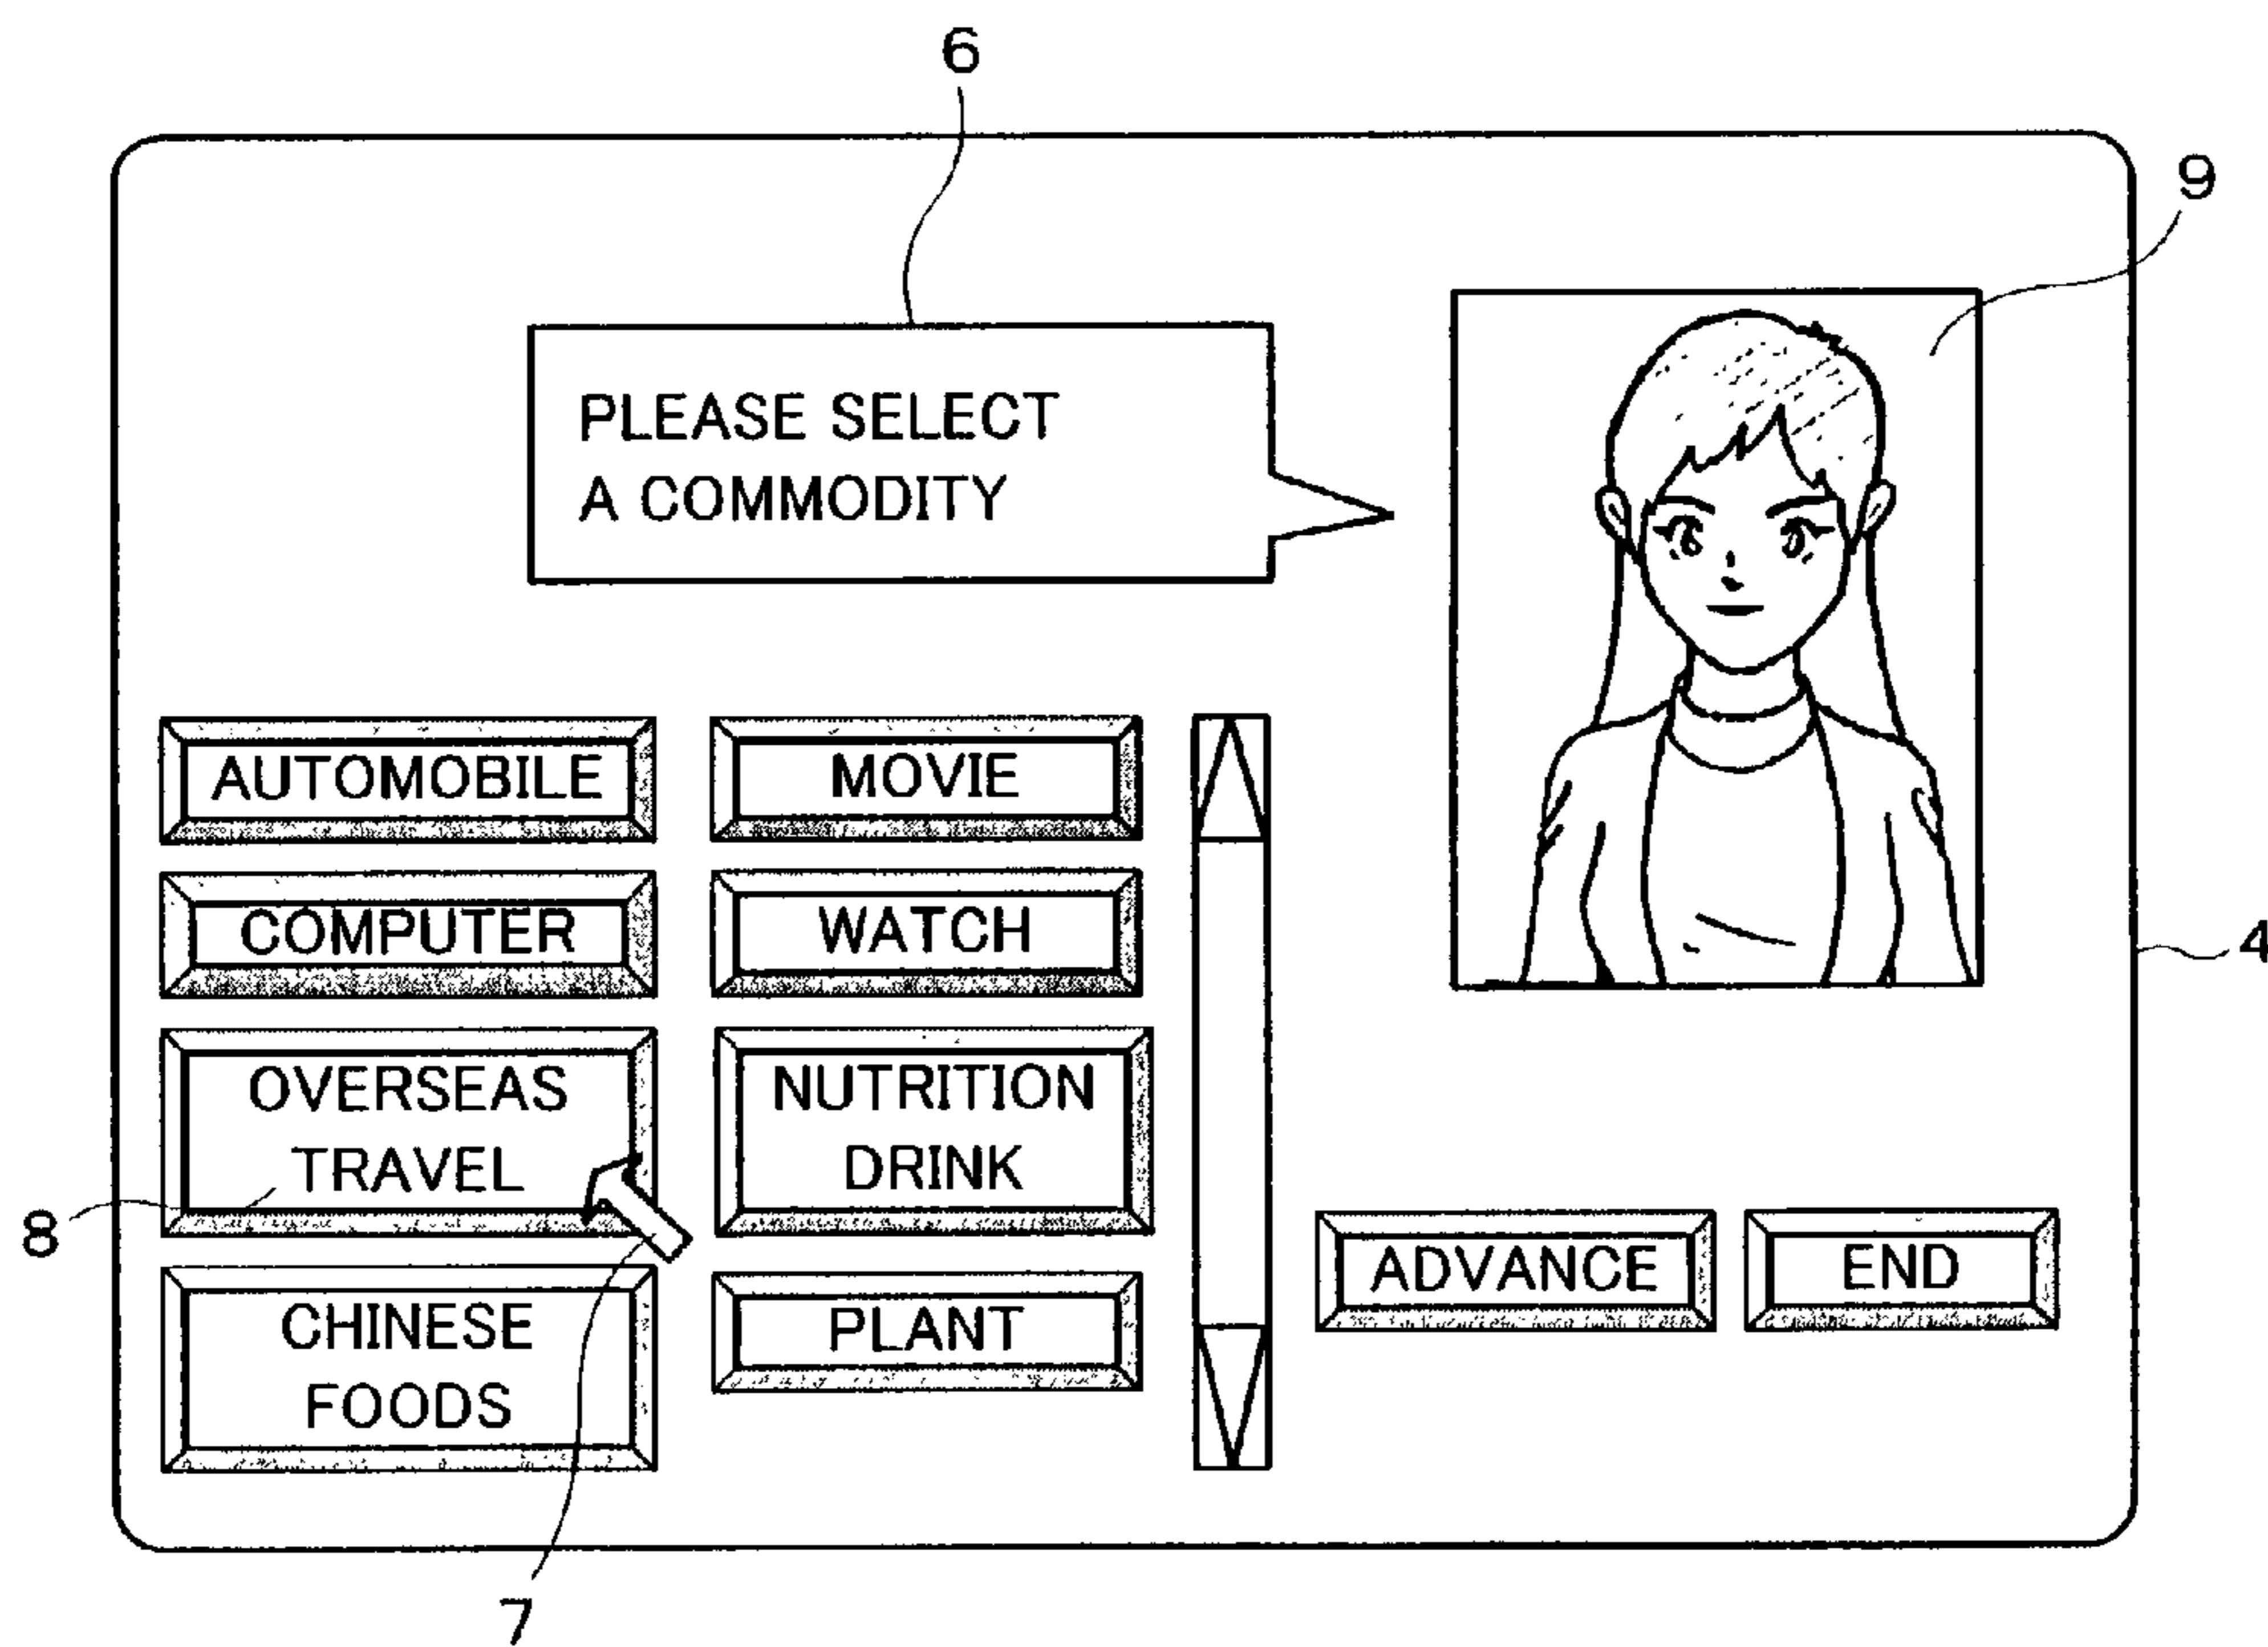 6
9
PLEASE SELECT
A COMMODITY
AUTOMOBILE
MOVIE
COMPUTER
WATCH
4
OVERSEAS
TRAVEL
NUTRITION
DRINK
8
ADVANCE
END
CHINESE
FOODS
PLANT
7